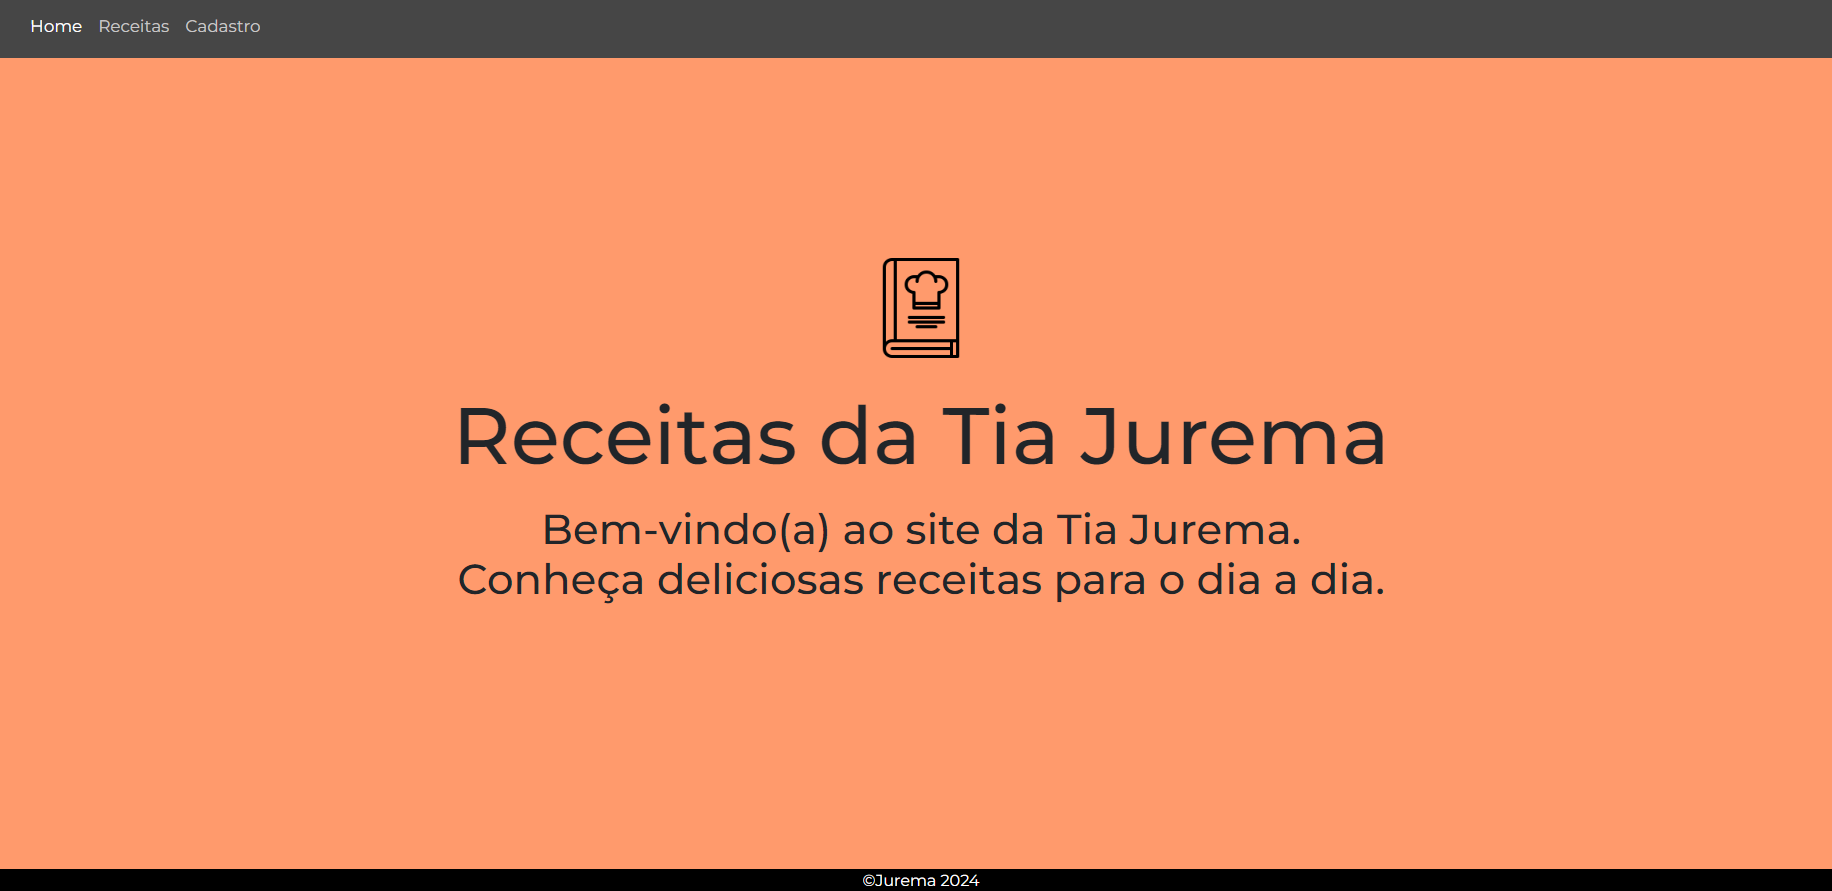 Home Receitas Cadastro
Receitas da Tia Jurema
Bem-vindo(a) ao site da Tia Jurema.
Conheça deliciosas receitas para o dia a dia.
©Jurema 2024